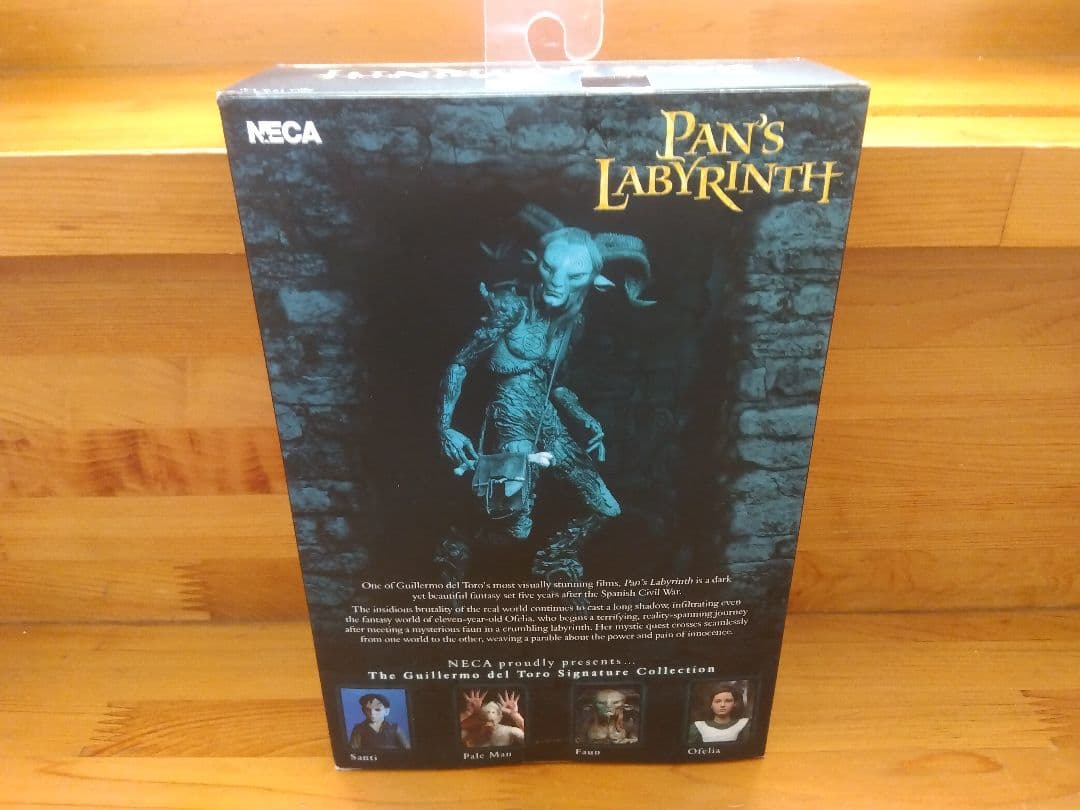 NECA
PAN'S
LABYRINTH
One of Guillermo del Toro's most visually stunning films, Pan's Labyrinth is a dark
yet beautiful fantasy set five years after the Spanish Civil War.
The insidious brutality of the real world continues to cast a long shadow, infiltrating even
the fantasy world of eleven-year-old Ofelia, who begins a terrifying, reality-spanning journey
after meeting a mysterious faun in a crumbling labyrinth. Her mystic quest crosses seamlessly
from one world to the other, weaving a parable about the power and pain of innocence.
NECA proudly presents...
The Guillermo del Toro Signature Collection
Santi
Pale Man
Faun
Ofelia